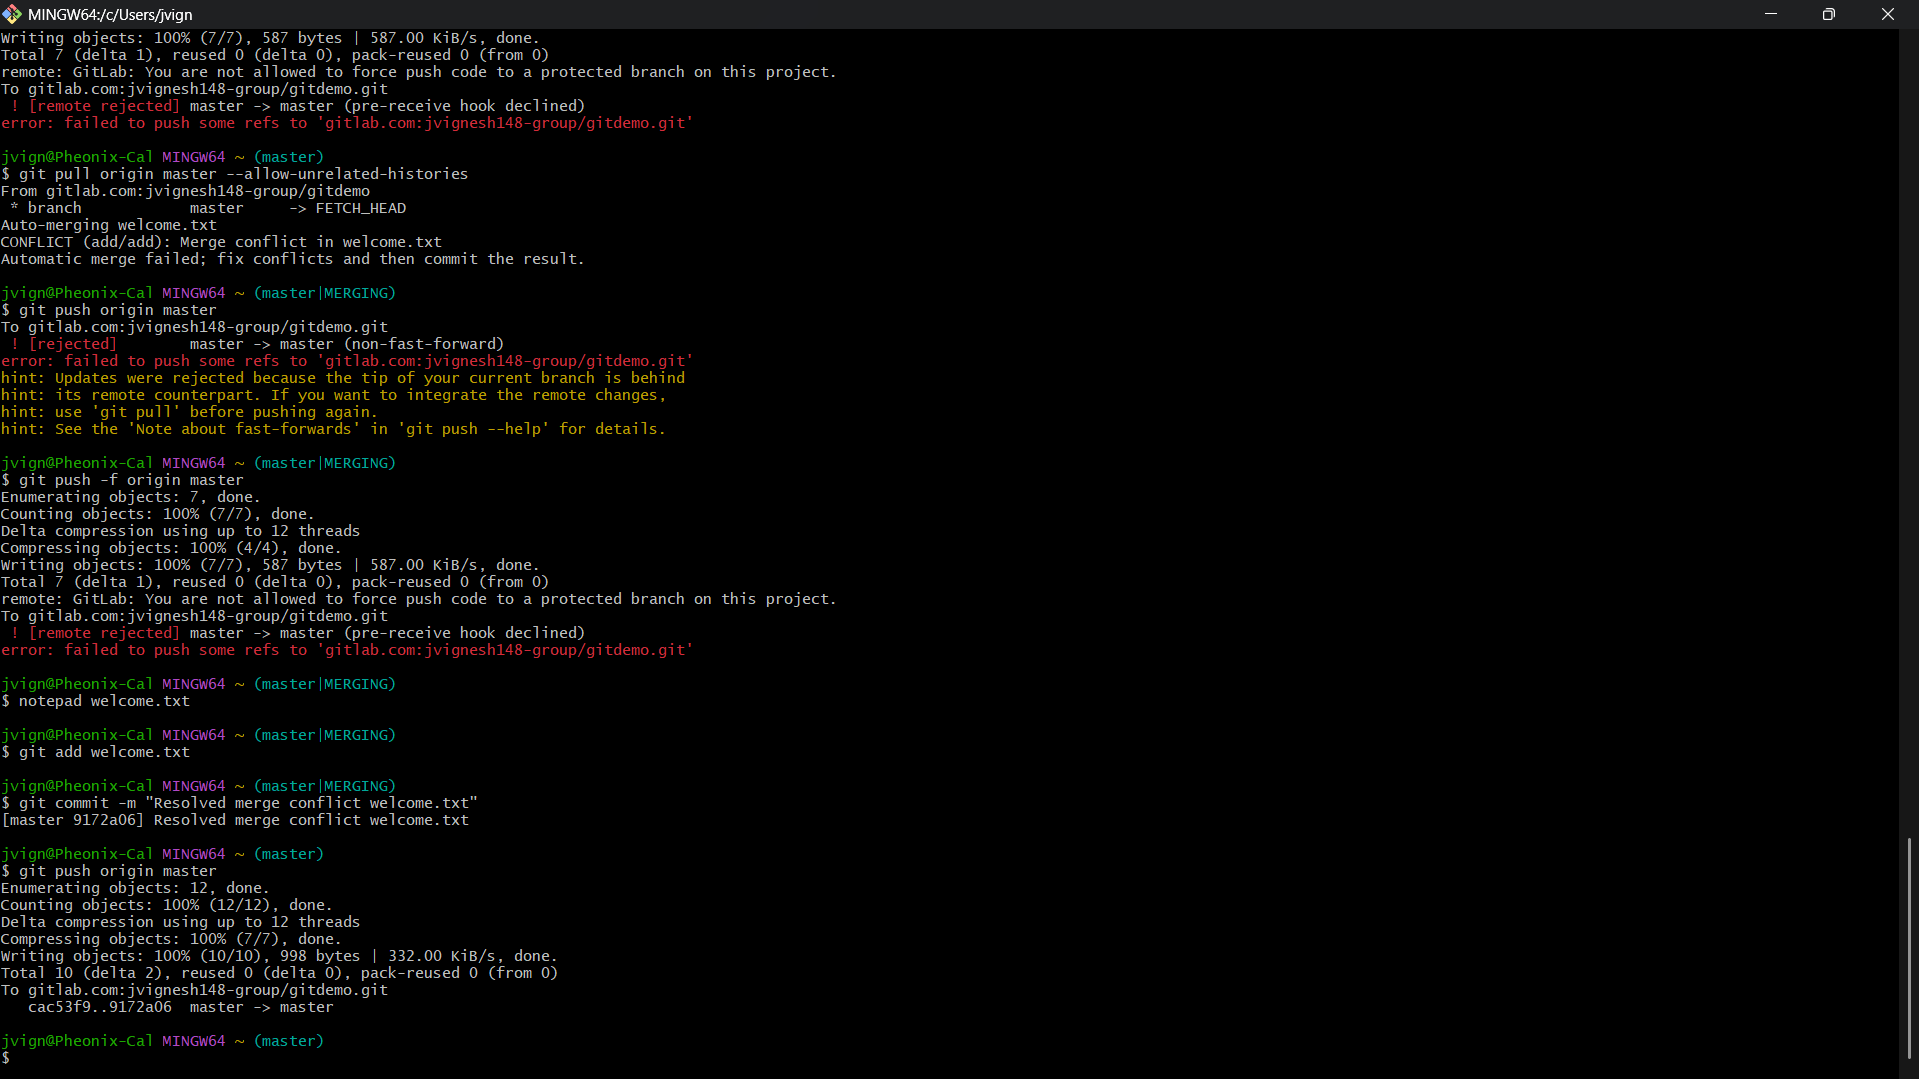 MINGW64:/c/Users/jvign
Writing objects: 100% (7/7), 587 bytes | 587.00 KiB/s, done.
Total 7 (delta 1), reused 0 (delta 0), pack-reused 0 (from 0)
remote: GitLab: You are not allowed to force push code to a protected branch on this project.
To gitlab.com:jvignesh148-group/gitdemo.git
 ! [remote rejected] master -> master (pre-receive hook declined)
error: failed to push some refs to 'gitlab.com:jvignesh148-group/gitdemo.git'
jvign@Pheonix-Cal MINGW64 ~ (master)
$ git pull origin master --allow-unrelated-histories
From gitlab.com:jvignesh148-group/gitdemo
 * branch            master     -> FETCH_HEAD
Auto-merging welcome.txt
CONFLICT (add/add): Merge conflict in welcome.txt
Automatic merge failed; fix conflicts and then commit the result.
jvign@Pheonix-Cal MINGW64 ~ (master|MERGING)
$ git push origin master
To gitlab.com:jvignesh148-group/gitdemo.git
 ! [rejected]        master -> master (non-fast-forward)
error: failed to push some refs to 'gitlab.com:jvignesh148-group/gitdemo.git'
hint: Updates were rejected because the tip of your current branch is behind
hint: its remote counterpart. If you want to integrate the remote changes,
hint: use 'git pull' before pushing again.
hint: See the 'Note about fast-forwards' in 'git push --help' for details.
jvign@Pheonix-Cal MINGW64 ~ (master|MERGING)
$ git push -f origin master
Enumerating objects: 7, done.
Counting objects: 100% (7/7), done.
Delta compression using up to 12 threads
Compressing objects: 100% (4/4), done.
Writing objects: 100% (7/7), 587 bytes | 587.00 KiB/s, done.
Total 7 (delta 1), reused 0 (delta 0), pack-reused 0 (from 0)
remote: GitLab: You are not allowed to force push code to a protected branch on this project.
To gitlab.com:jvignesh148-group/gitdemo.git
 ! [remote rejected] master -> master (pre-receive hook declined)
error: failed to push some refs to 'gitlab.com:jvignesh148-group/gitdemo.git'
jvign@Pheonix-Cal MINGW64 ~ (master|MERGING)
$ notepad welcome.txt
jvign@Pheonix-Cal MINGW64 ~ (master|MERGING)
$ git add welcome.txt
jvign@Pheonix-Cal MINGW64 ~ (master|MERGING)
$ git commit -m "Resolved merge conflict welcome.txt"
[master 9172a06] Resolved merge conflict welcome.txt
jvign@Pheonix-Cal MINGW64 ~ (master)
$ git push origin master
Enumerating objects: 12, done.
Counting objects: 100% (12/12), done.
Delta compression using up to 12 threads
Compressing objects: 100% (7/7), done.
Writing objects: 100% (10/10), 998 bytes | 332.00 KiB/s, done.
Total 10 (delta 2), reused 0 (delta 0), pack-reused 0 (from 0)
To gitlab.com:jvignesh148-group/gitdemo.git
   cac53f9..9172a06  master -> master
jvign@Pheonix-Cal MINGW64 ~ (master)
$